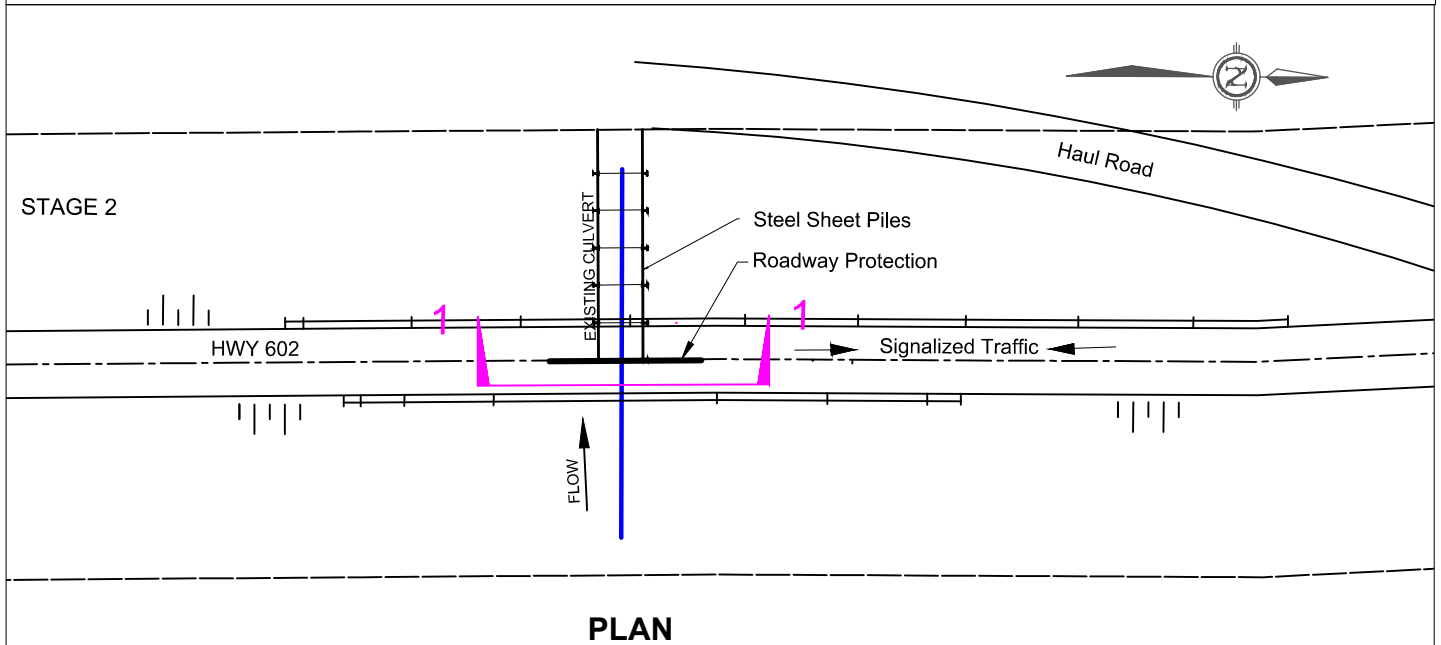 N
Haul Road
STAGE 2
EXISTING CULVERT
Steel Sheet Piles
Roadway Protection
1
1
HWY 602
Signalized Traffic
FLOW
PLAN